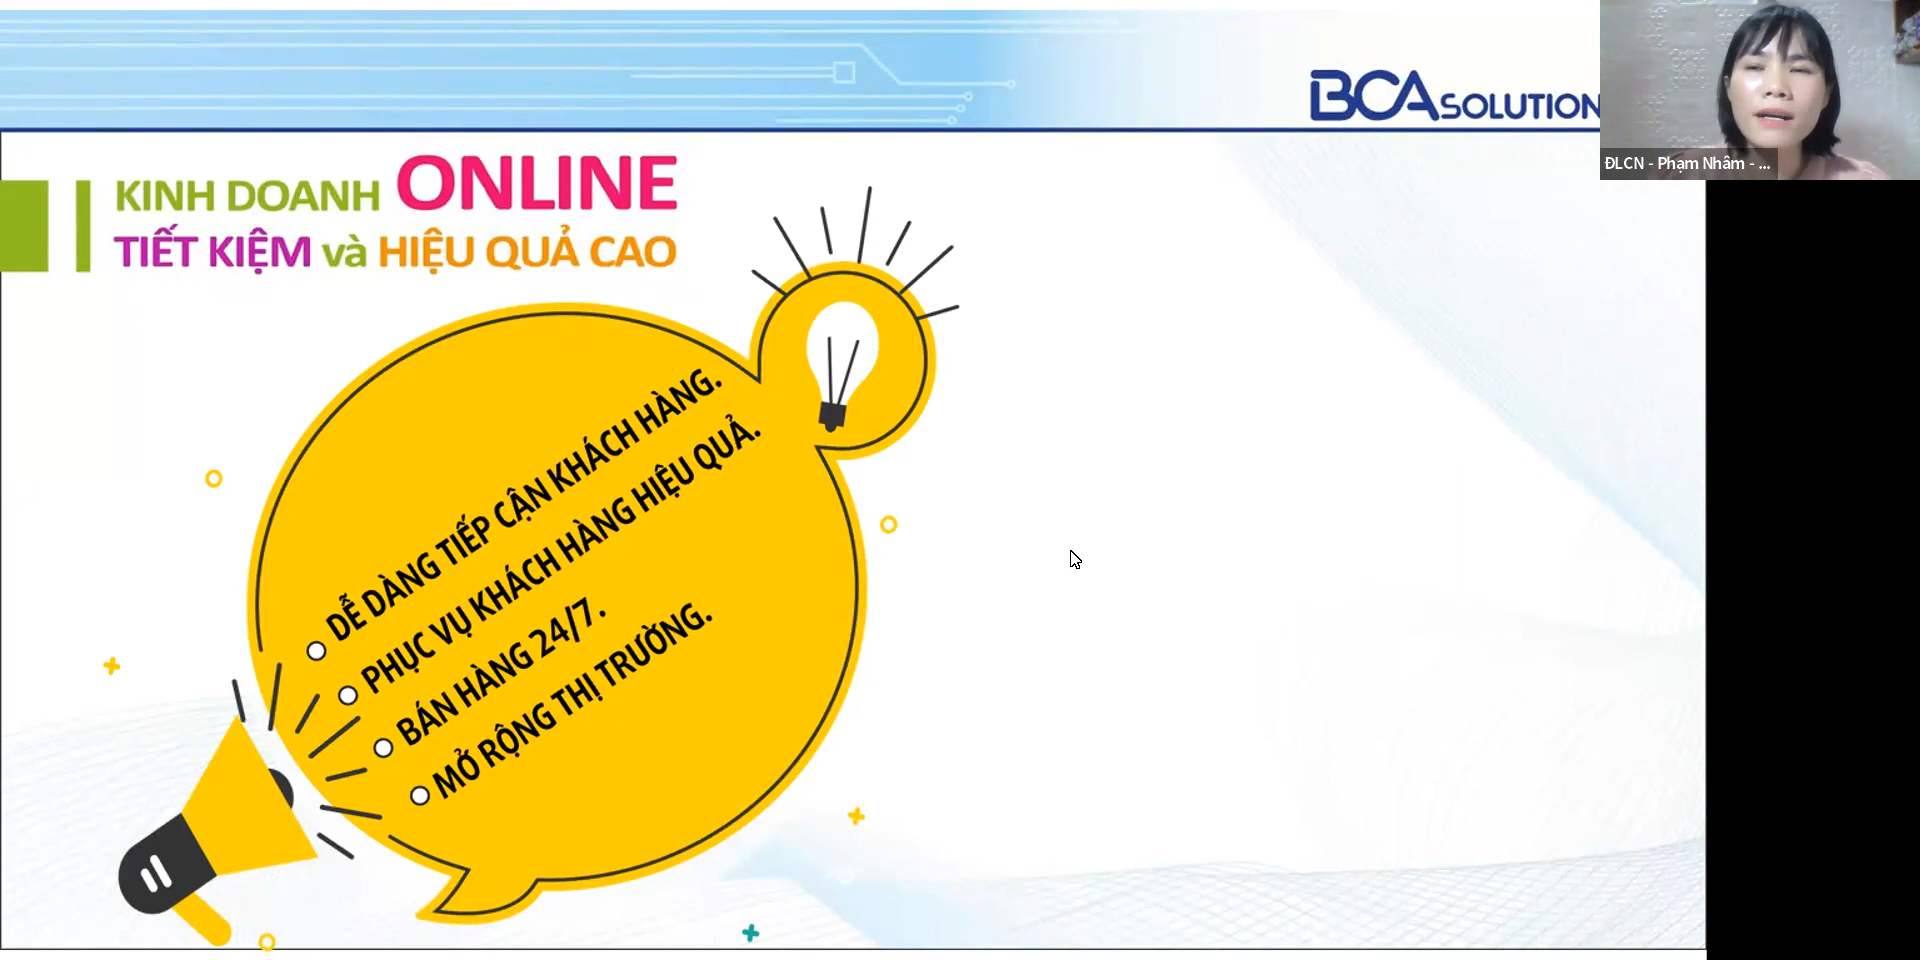 BCA SOLUTION
ĐLCN - Phạm Nhâm - ...
KINH DOANH ONLINE
TIẾT KIỆM và HIỆU QUẢ CAO
DỄ DÀNG TIẾP CẬN KHÁCH HÀNG.
PHỤC VỤ KHÁCH HÀNG HIỆU QUẢ.
BÁN HÀNG 24/7.
MỞ RỘNG THỊ TRƯỜNG.